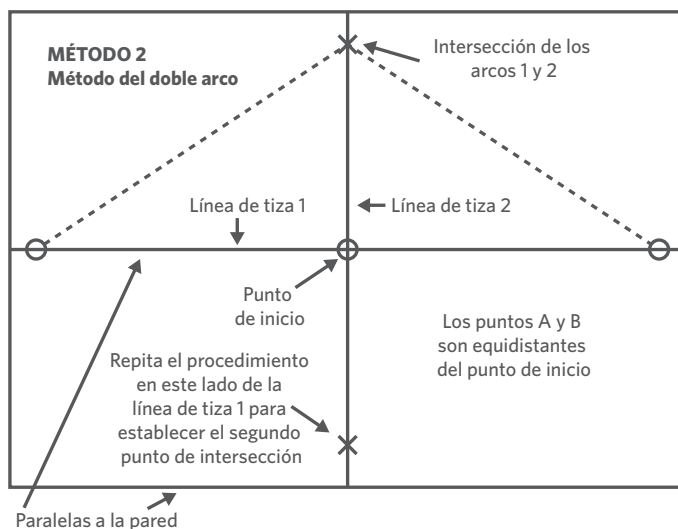 MÉTODO 2
Método del doble arco
Intersección de los
arcos 1 y 2
Línea de tiza 1
Línea de tiza 2
Punto
de inicio
Los puntos A y B
son equidistantes
del punto de inicio
Repita el procedimiento
en este lado de la
línea de tiza 1 para
establecer el segundo
punto de intersección
Paralelas a la pared